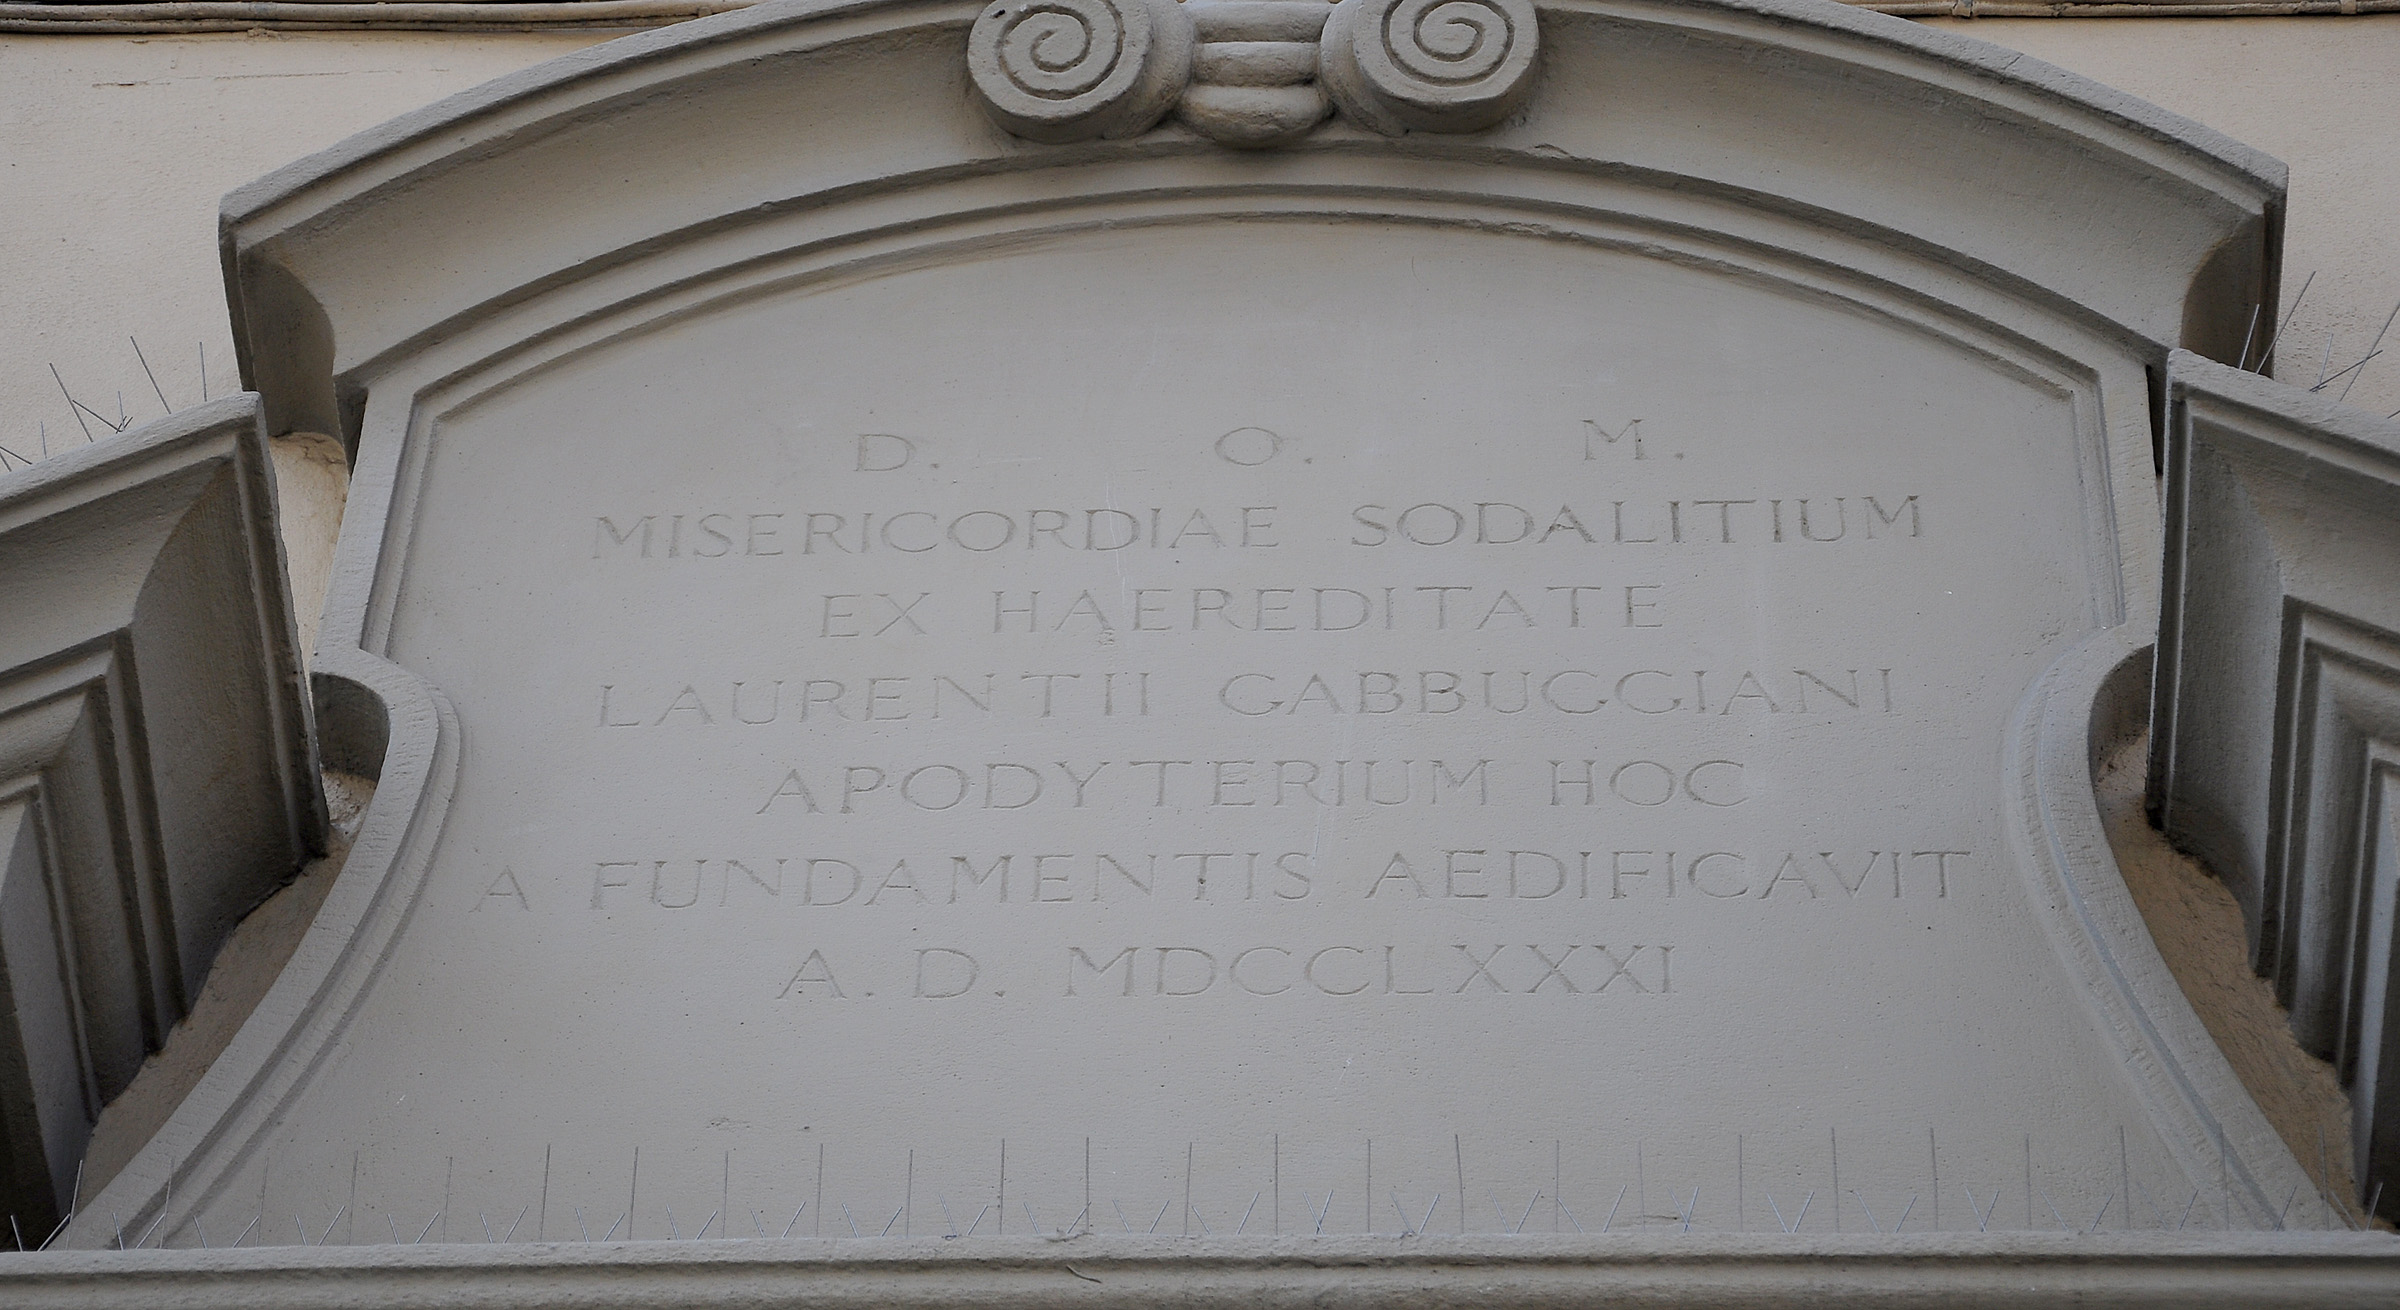 D. O. M.
MISERICORDIAE SODALITIUM
EX HAEREDITATE
LAURENTII GABBUGGIANI
APODYTERIUM HOC
A FUNDAMENTIS AEDIFICAVIT
A. D. MDCCLXXXI